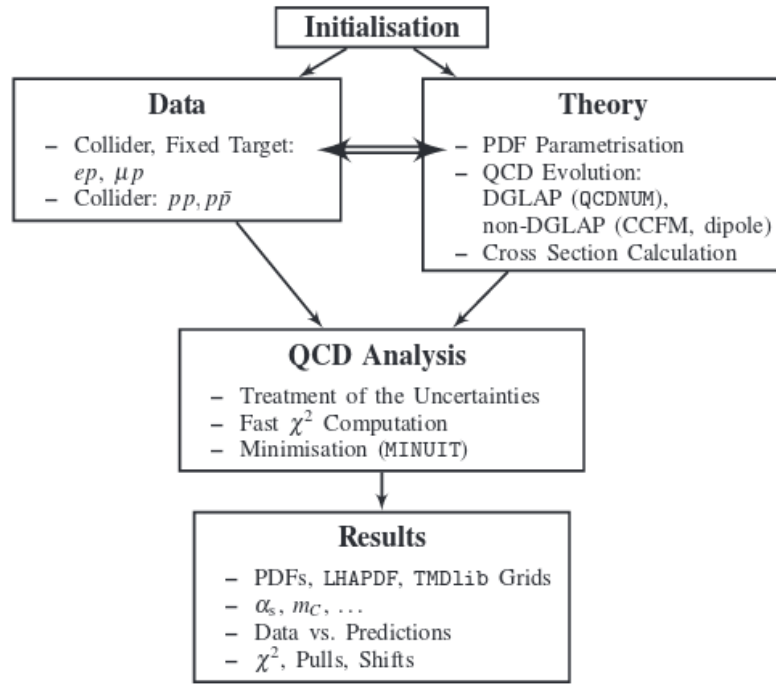 Initialisation
Data
– Collider, Fixed Target:
ep, μp
– Collider: pp, pp̄
Theory
– PDF Parametrisation
– QCD Evolution:
DGLAP (QCDNUM),
non-DGLAP (CCFM, dipole)
– Cross Section Calculation
QCD Analysis
– Treatment of the Uncertainties
– Fast χ² Computation
– Minimisation (MINUIT)
Results
– PDFs, LHAPDF, TMDlib Grids
– αₛ, m_C, …
– Data vs. Predictions
– χ², Pulls, Shifts